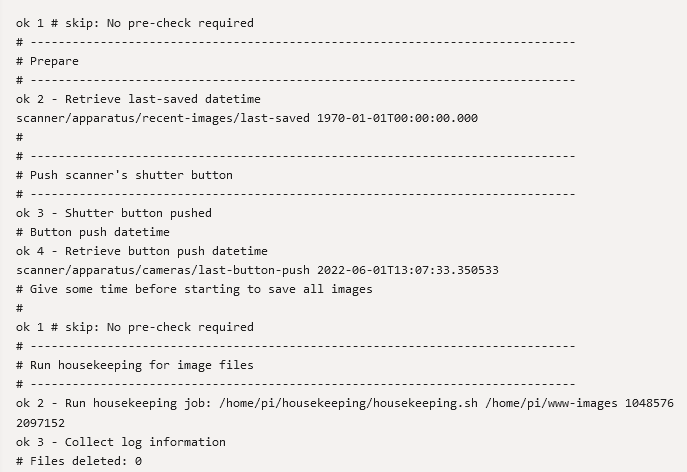 ok 1 # skip: No pre-check required
# ------------------------------------------------------------------------
# Prepare
# ------------------------------------------------------------------------
ok 2 - Retrieve last-saved datetime
scanner/apparatus/recent-images/last-saved 1970-01-01T00:00:00.000
#
# ------------------------------------------------------------------------
# Push scanner's shutter button
# ------------------------------------------------------------------------
ok 3 - Shutter button pushed
# Button push datetime
ok 4 - Retrieve button push datetime
scanner/apparatus/cameras/last-button-push 2022-06-01T13:07:33.350533
# Give some time before starting to save all images
#
ok 1 # skip: No pre-check required
# ------------------------------------------------------------------------
# Run housekeeping for image files
# ------------------------------------------------------------------------
ok 2 - Run housekeeping job: /home/pi/housekeeping/housekeeping.sh /home/pi/www-images 1048576
2097152
ok 3 - Collect log information
# Files deleted: 0